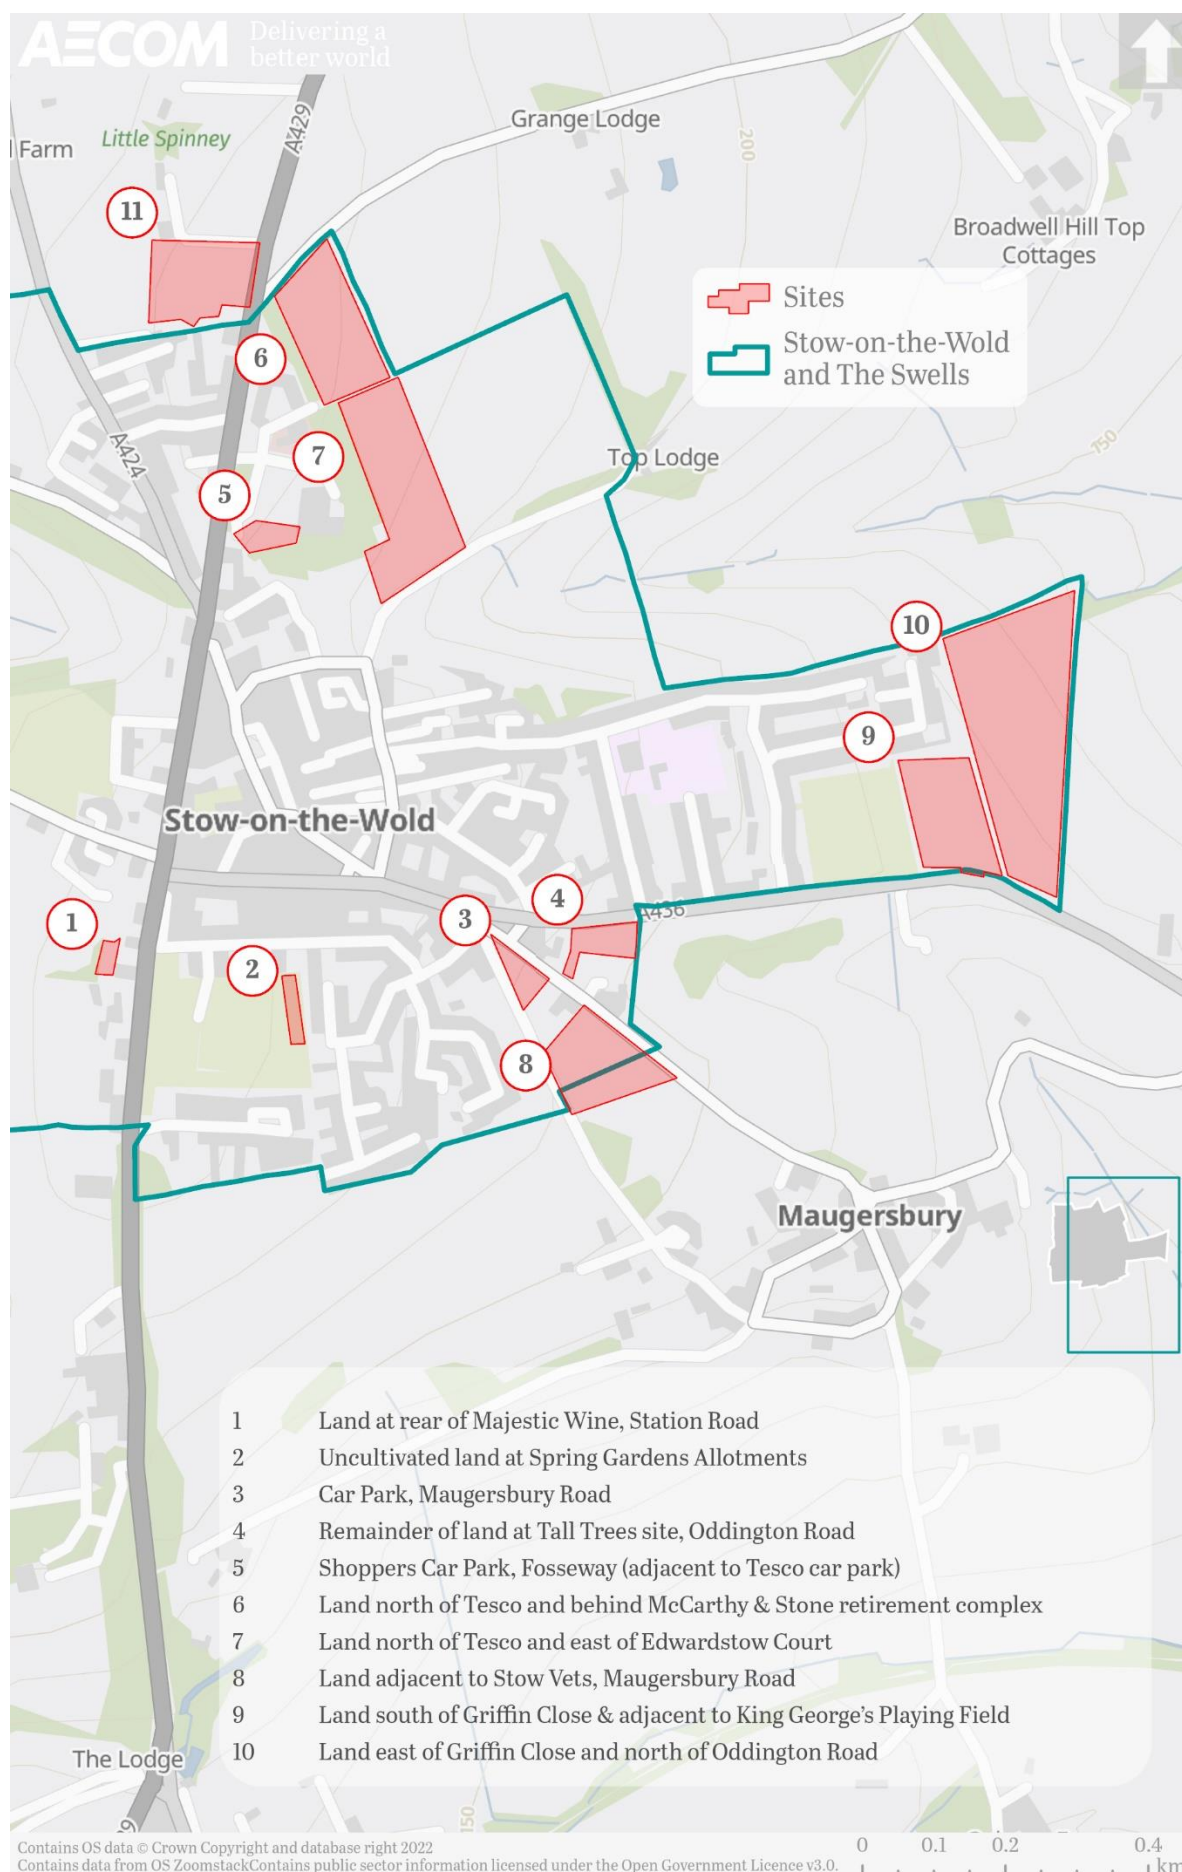 AECOM
Delivering a
better world
A429
Grange Lodge
Little Spinney
Farm
200
11
Broadwell Hill Top
Cottages
Sites
Stow-on-the-Wold
and The Swells
6
A424
7
Top Lodge
150
5
10
9
Stow-on-the-Wold
4
3
A436
1
2
8
Maugersbury
1 Land at rear of Majestic Wine, Station Road
2 Uncultivated land at Spring Gardens Allotments
3 Car Park, Maugersbury Road
4 Remainder of land at Tall Trees site, Oddington Road
5 Shoppers Car Park, Fosseway (adjacent to Tesco car park)
6 Land north of Tesco and behind McCarthy & Stone retirement complex
7 Land north of Tesco and east of Edwardstow Court
8 Land adjacent to Stow Vets, Maugersbury Road
9 Land south of Griffin Close & adjacent to King George's Playing Field
10 Land east of Griffin Close and north of Oddington Road
The Lodge
150
Contains OS data © Crown Copyright and database right 2022
Contains data from OS ZoomstackContains public sector information licensed under the Open Government Licence v3.0.
0 0.1 0.2 0.4
km